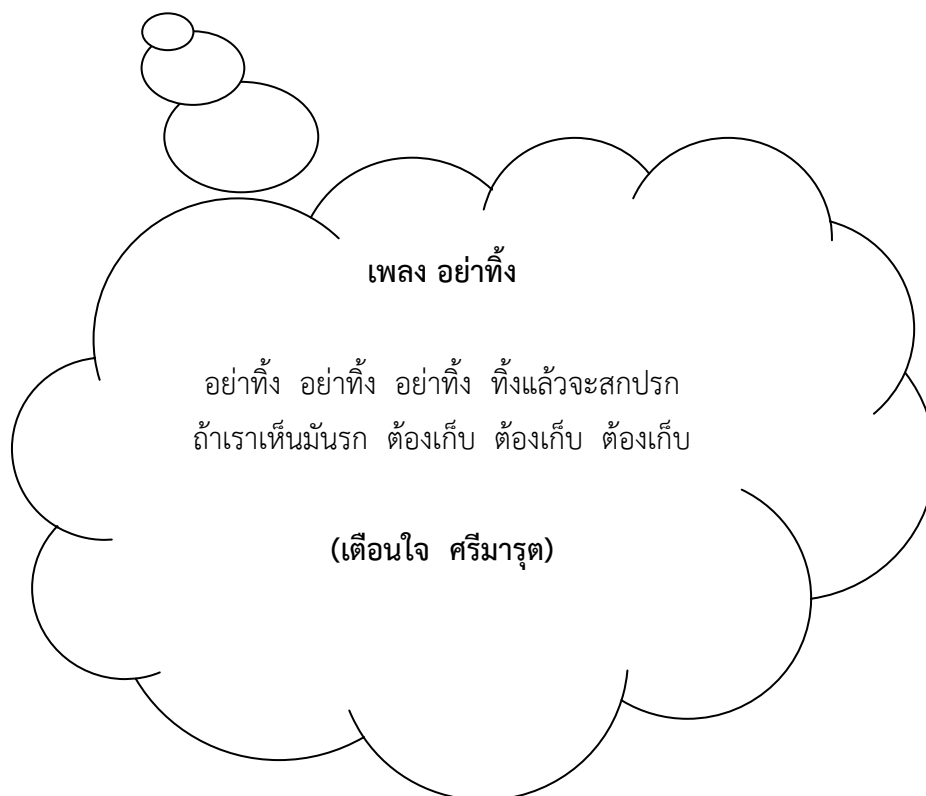 เพลง อย่าทิ้ง
อย่าทิ้ง อย่าทิ้ง อย่าทิ้ง ทิ้งแล้วจะสกปรก
ถ้าเราเห็นมันรก ต้องเก็บ ต้องเก็บ ต้องเก็บ
(เตือนใจ ศรีมารุต)